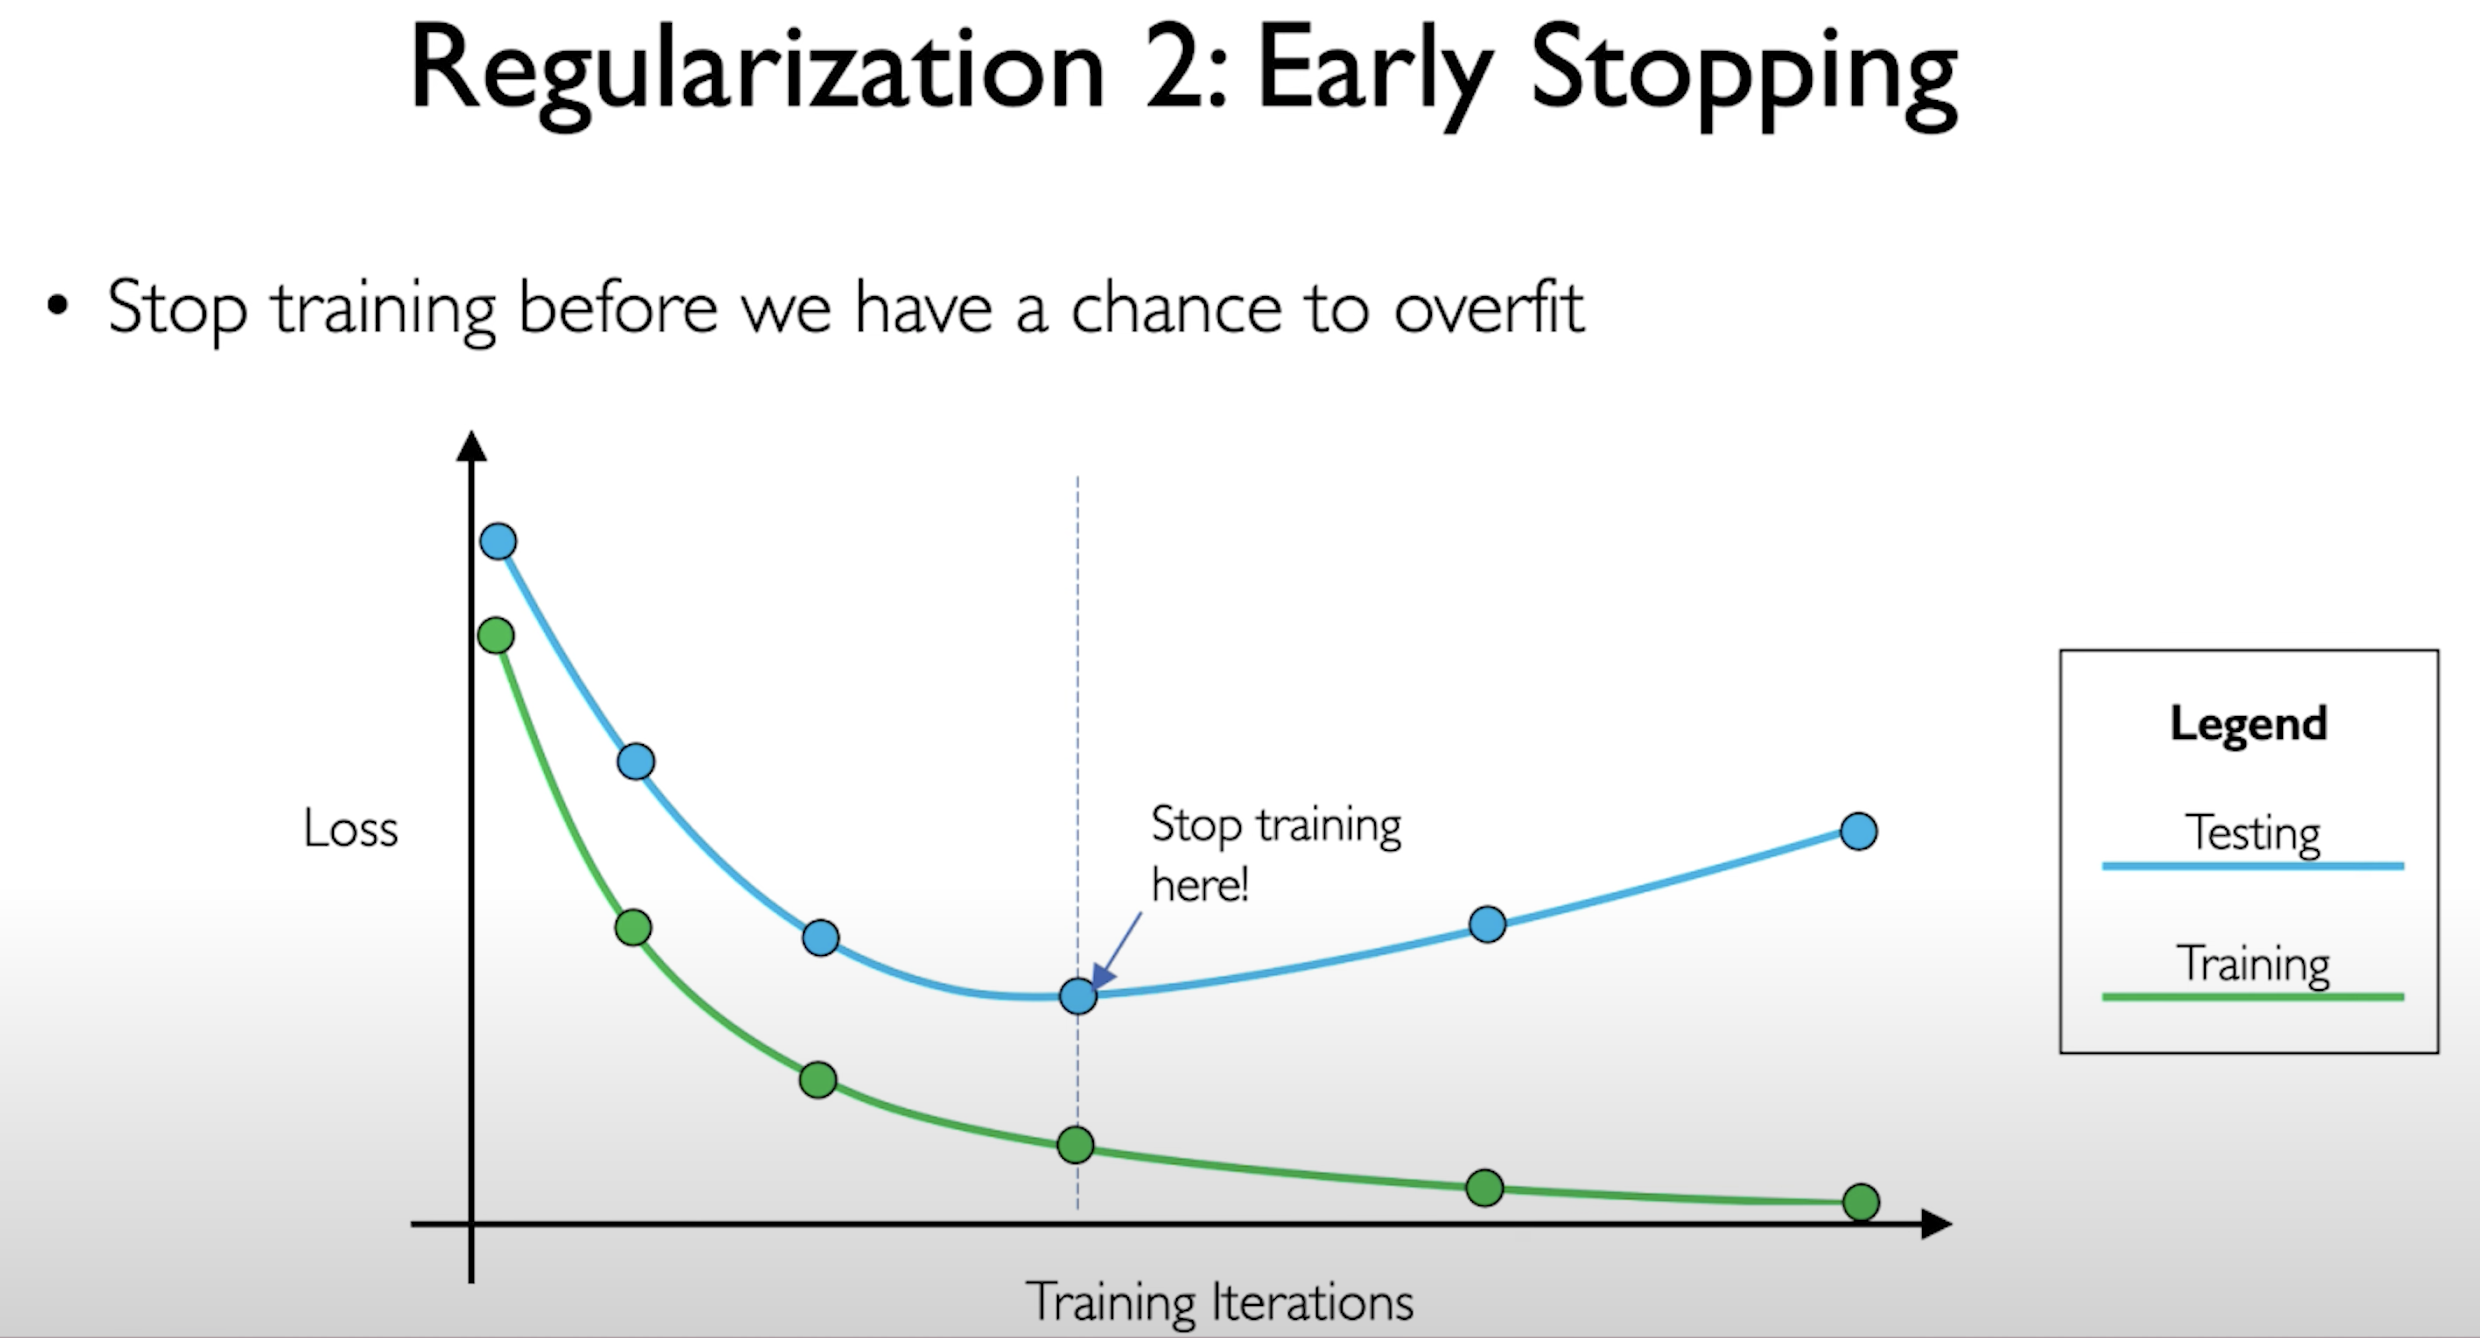 Regularization 2: Early Stopping
• Stop training before we have a chance to overfit
Loss
Stop training
here!
Legend
Testing
Training
Training Iterations